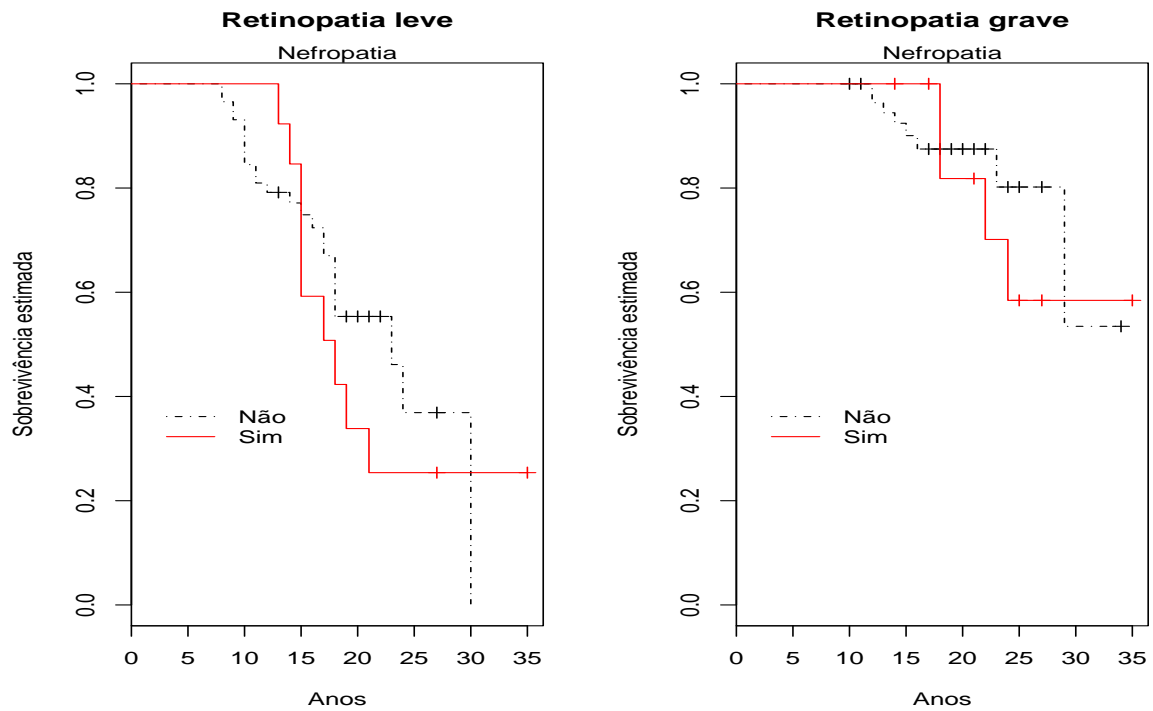 Retinopatia leve
Nefropatia
Sobrevivência estimada
1.0
0.8
0.6
0.4
0.2
0.0
Não
Sim
0 5 10 15 20 25 30 35
Anos
Retinopatia grave
Nefropatia
Sobrevivência estimada
1.0
0.8
0.6
0.4
0.2
0.0
Não
Sim
0 5 10 15 20 25 30 35
Anos